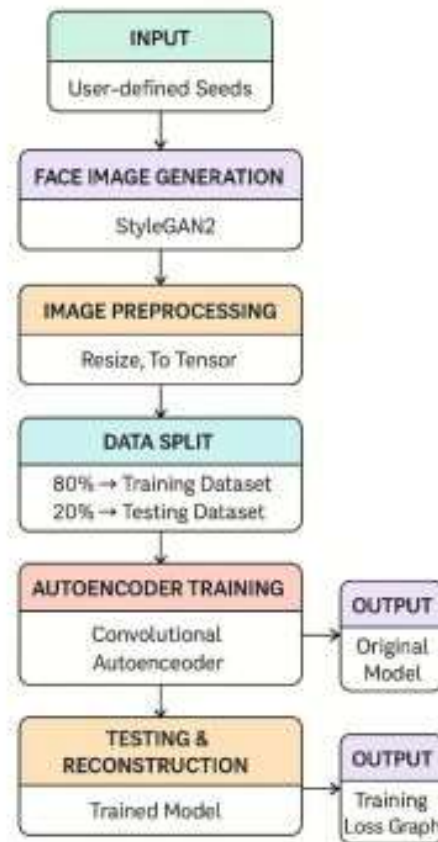 INPUT
User-defined Seeds
FACE IMAGE GENERATION
StyleGAN2
IMAGE PREPROCESSING
Resize, To Tensor
DATA SPLIT
80% → Training Dataset
20% → Testing Dataset
AUTOENCODER TRAINING
Convolutional
Autoenceoder
OUTPUT
Original
Model
TESTING &
RECONSTRUCTION
Trained Model
OUTPUT
Training
Loss Graph